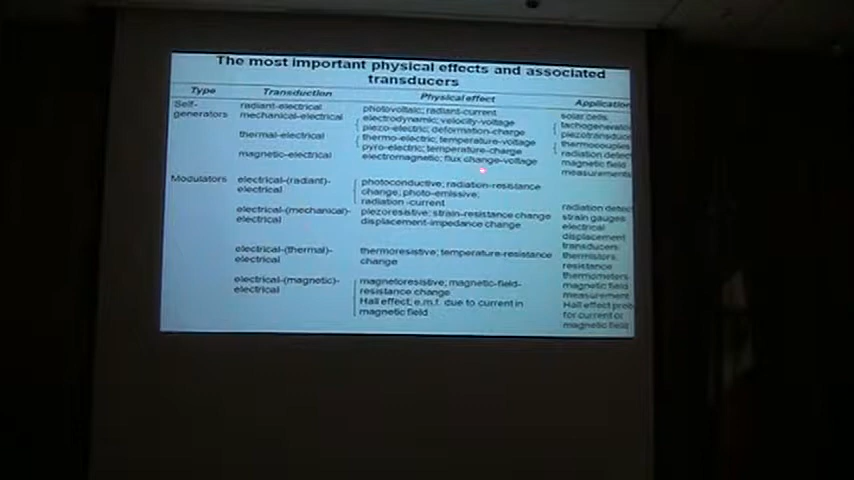 The most important physical effects and associated
transducers
Type Transduction Physical effect Application
Self- radiant-electrical photovoltaic; radiant-current solar cells
generators mechanical-electrical electrodynamic; velocity-voltage tachogenerato
piezo-electric; deformation-charge piezotransduc
thermal-electrical thermo-electric; temperature-voltage thermocouples
pyro-electric; temperature-charge radiation detect
magnetic-electrical electromagnetic; flux change-voltage magnetic field
measurements
Modulators electrical-(radiant)- photoconductive; radiation-resistance
electrical change; photo-emissive;
radiation-current radiation detec
electrical-(mechanical)- piezoresistive; strain-resistance change strain gauges
electrical displacement-impedance change electrical
displacement
transducers
electrical-(thermal)- thermoresistive; temperature-resistance thermistors
electrical change resistance
thermometers
electrical-(magnetic)- magnetoresistive; magnetic-field- magnetic field
electrical resistance change measurement
Hall effect; e.m.f. due to current in Hall effect prob
magnetic field for current or
magnetic field